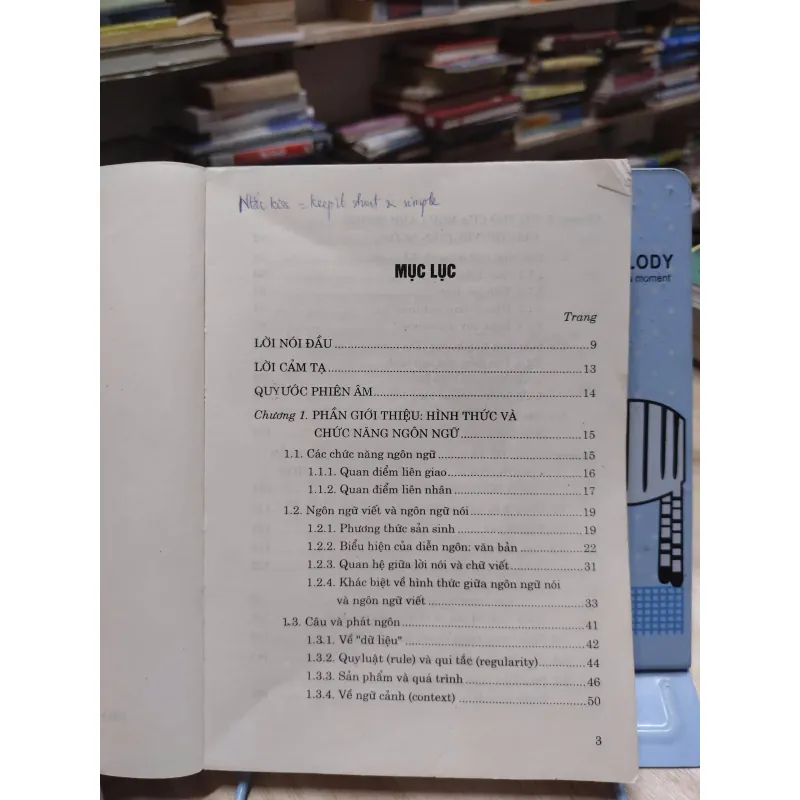 = keep it short & simple
MỤC LỤC
Trang
LỜI NÓI ĐẦU ... 9
LỜI CẢM TẠ ... 13
QUY ƯỚC PHIÊN ÂM ... 14
Chương 1. PHẦN GIỚI THIỆU: HÌNH THỨC VÀ
CHỨC NĂNG NGÔN NGỮ ... 15
1.1. Các chức năng ngôn ngữ ... 15
1.1.1. Quan điểm liên giao ... 16
1.1.2. Quan điểm liên nhân ... 17
1.2. Ngôn ngữ viết và ngôn ngữ nói ... 19
1.2.1. Phương thức sản sinh ... 19
1.2.2. Biểu hiện của diễn ngôn: văn bản ... 22
1.2.3. Quan hệ giữa lời nói và chữ viết ... 31
1.2.4. Khác biệt về hình thức giữa ngôn ngữ nói
và ngôn ngữ viết ... 33
1.3. Câu và phát ngôn ... 41
1.3.1. Về "dữ liệu" ... 42
1.3.2. Quy luật (rule) và qui tắc (regularity) ... 44
1.3.3. Sản phẩm và quá trình ... 46
1.3.4. Về ngữ cảnh (context) ... 50
3
LODY
moment